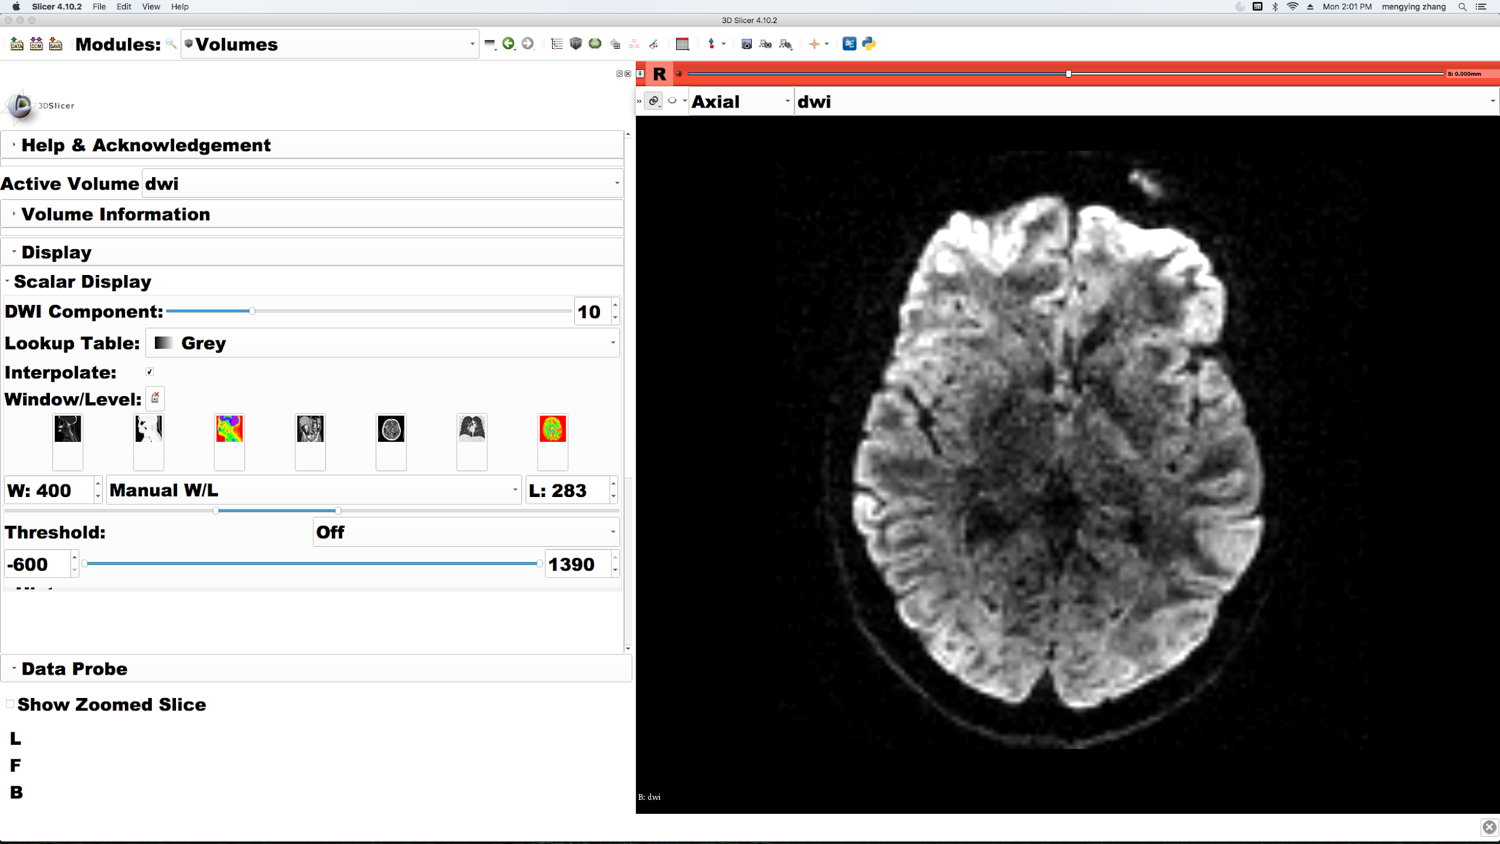 Slicer 4.10.2 File Edit View Help Mon 2:01 PM mengying zhang
3D Slicer 4.10.2
DATA DCM SAVE Modules: Volumes
R S: 0.000mm
3DSlicer
» Axial dwi
Help & Acknowledgement
Active Volume dwi
Volume Information
Display
Scalar Display
DWI Component: 10
Lookup Table: Grey
Interpolate:
Window/Level:
W: 400 Manual W/L L: 283
Threshold: Off
-600 1390
Data Probe
Show Zoomed Slice
L
F
B
B: dwi